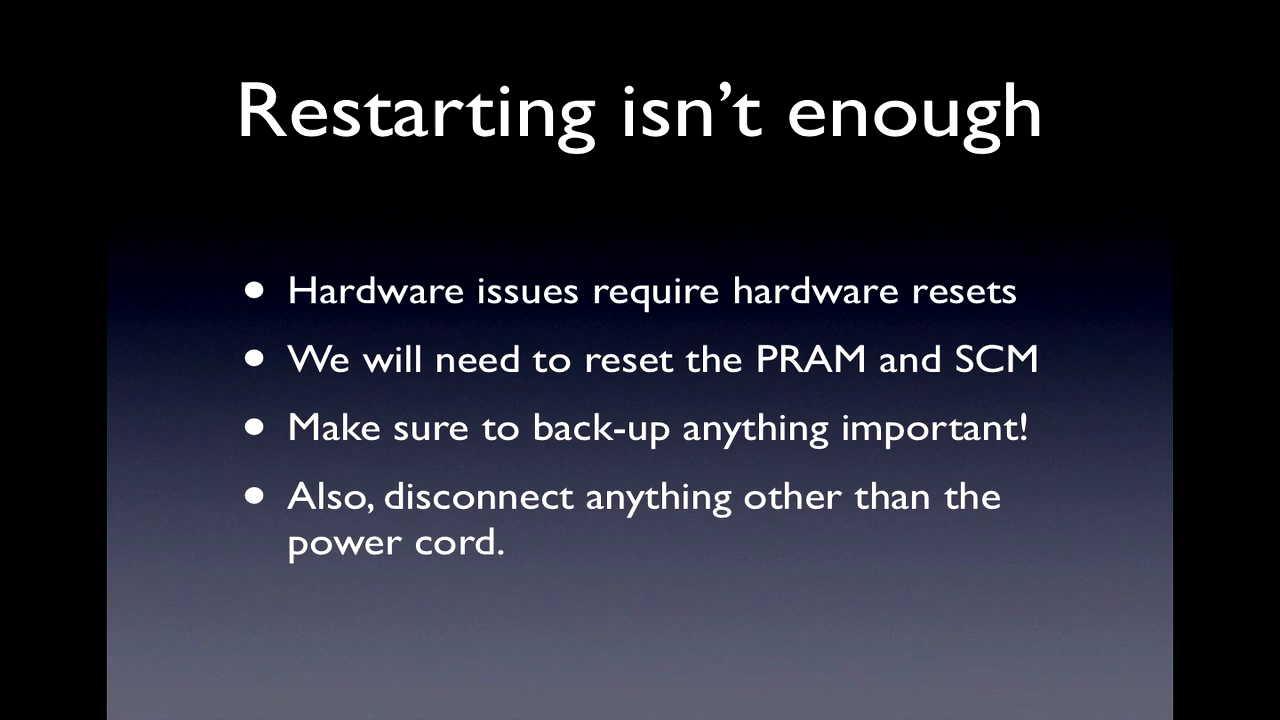 Restarting isn’t enough
• Hardware issues require hardware resets
• We will need to reset the PRAM and SCM
• Make sure to back-up anything important!
• Also, disconnect anything other than the
power cord.